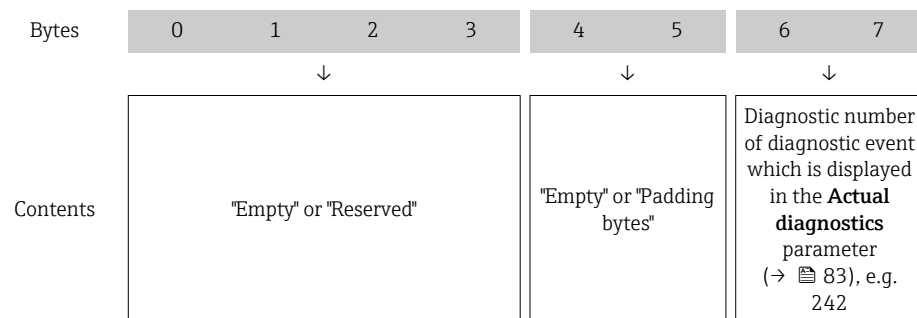 Bytes 0 1 2 3 4 5 6 7
↓ ↓ ↓
Contents
"Empty" or "Reserved"
"Empty" or "Padding
bytes"
Diagnostic number
of diagnostic event
which is displayed
in the Actual
diagnostics
parameter
(→ 83), e.g.
242